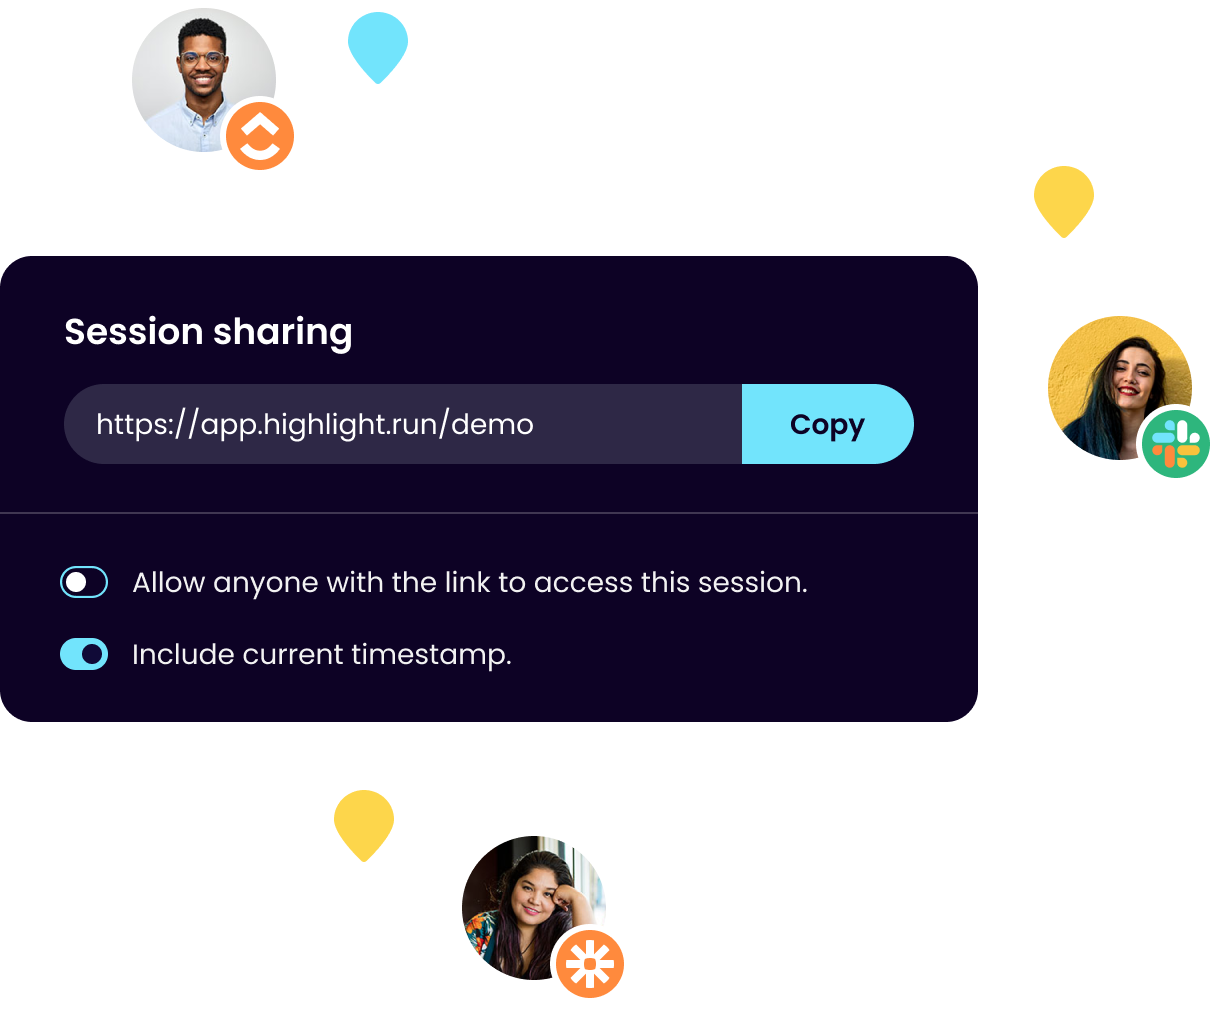 Session sharing
https://app.highlight.run/demo
Copy
Allow anyone with the link to access this session.
Include current timestamp.